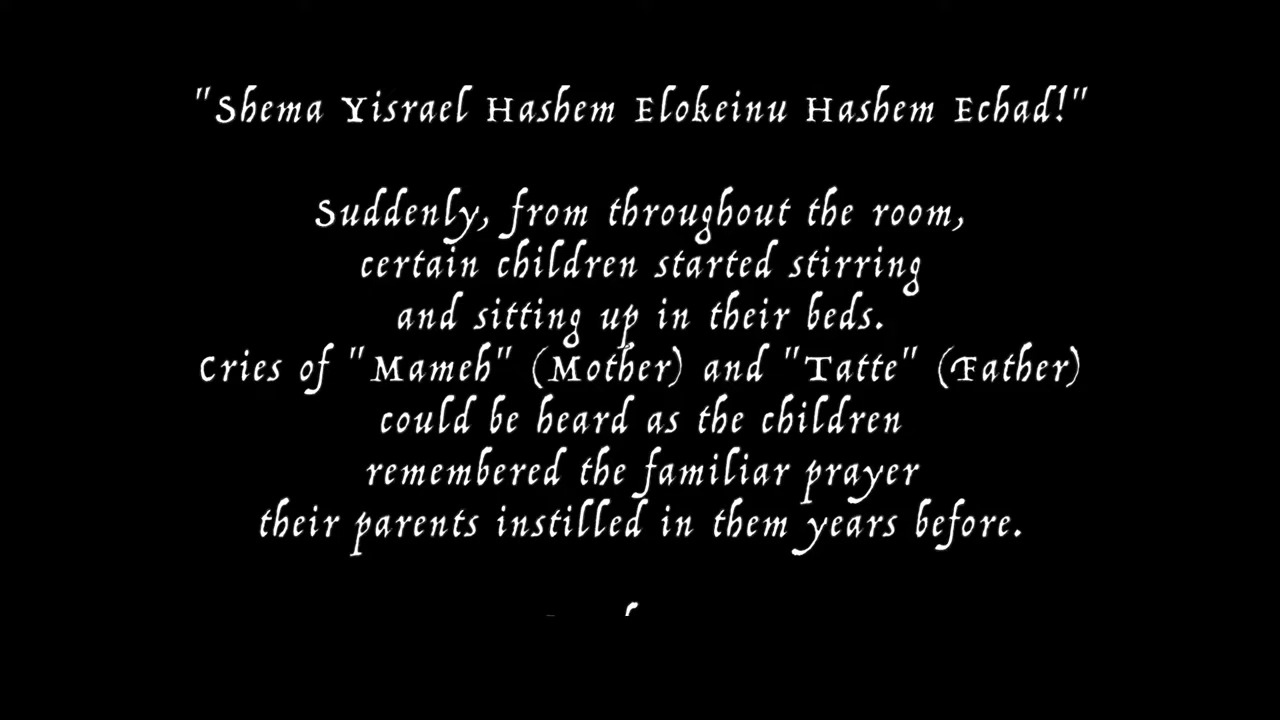 "Shema Yisrael Hashem Elokeinu Hashem Echad!"
Suddenly, from throughout the room,
certain children started stirring
and sitting up in their beds.
Cries of "Mameh" (Mother) and "Tatte" (Father)
could be heard as the children
remembered the familiar prayer
their parents instilled in them years before.